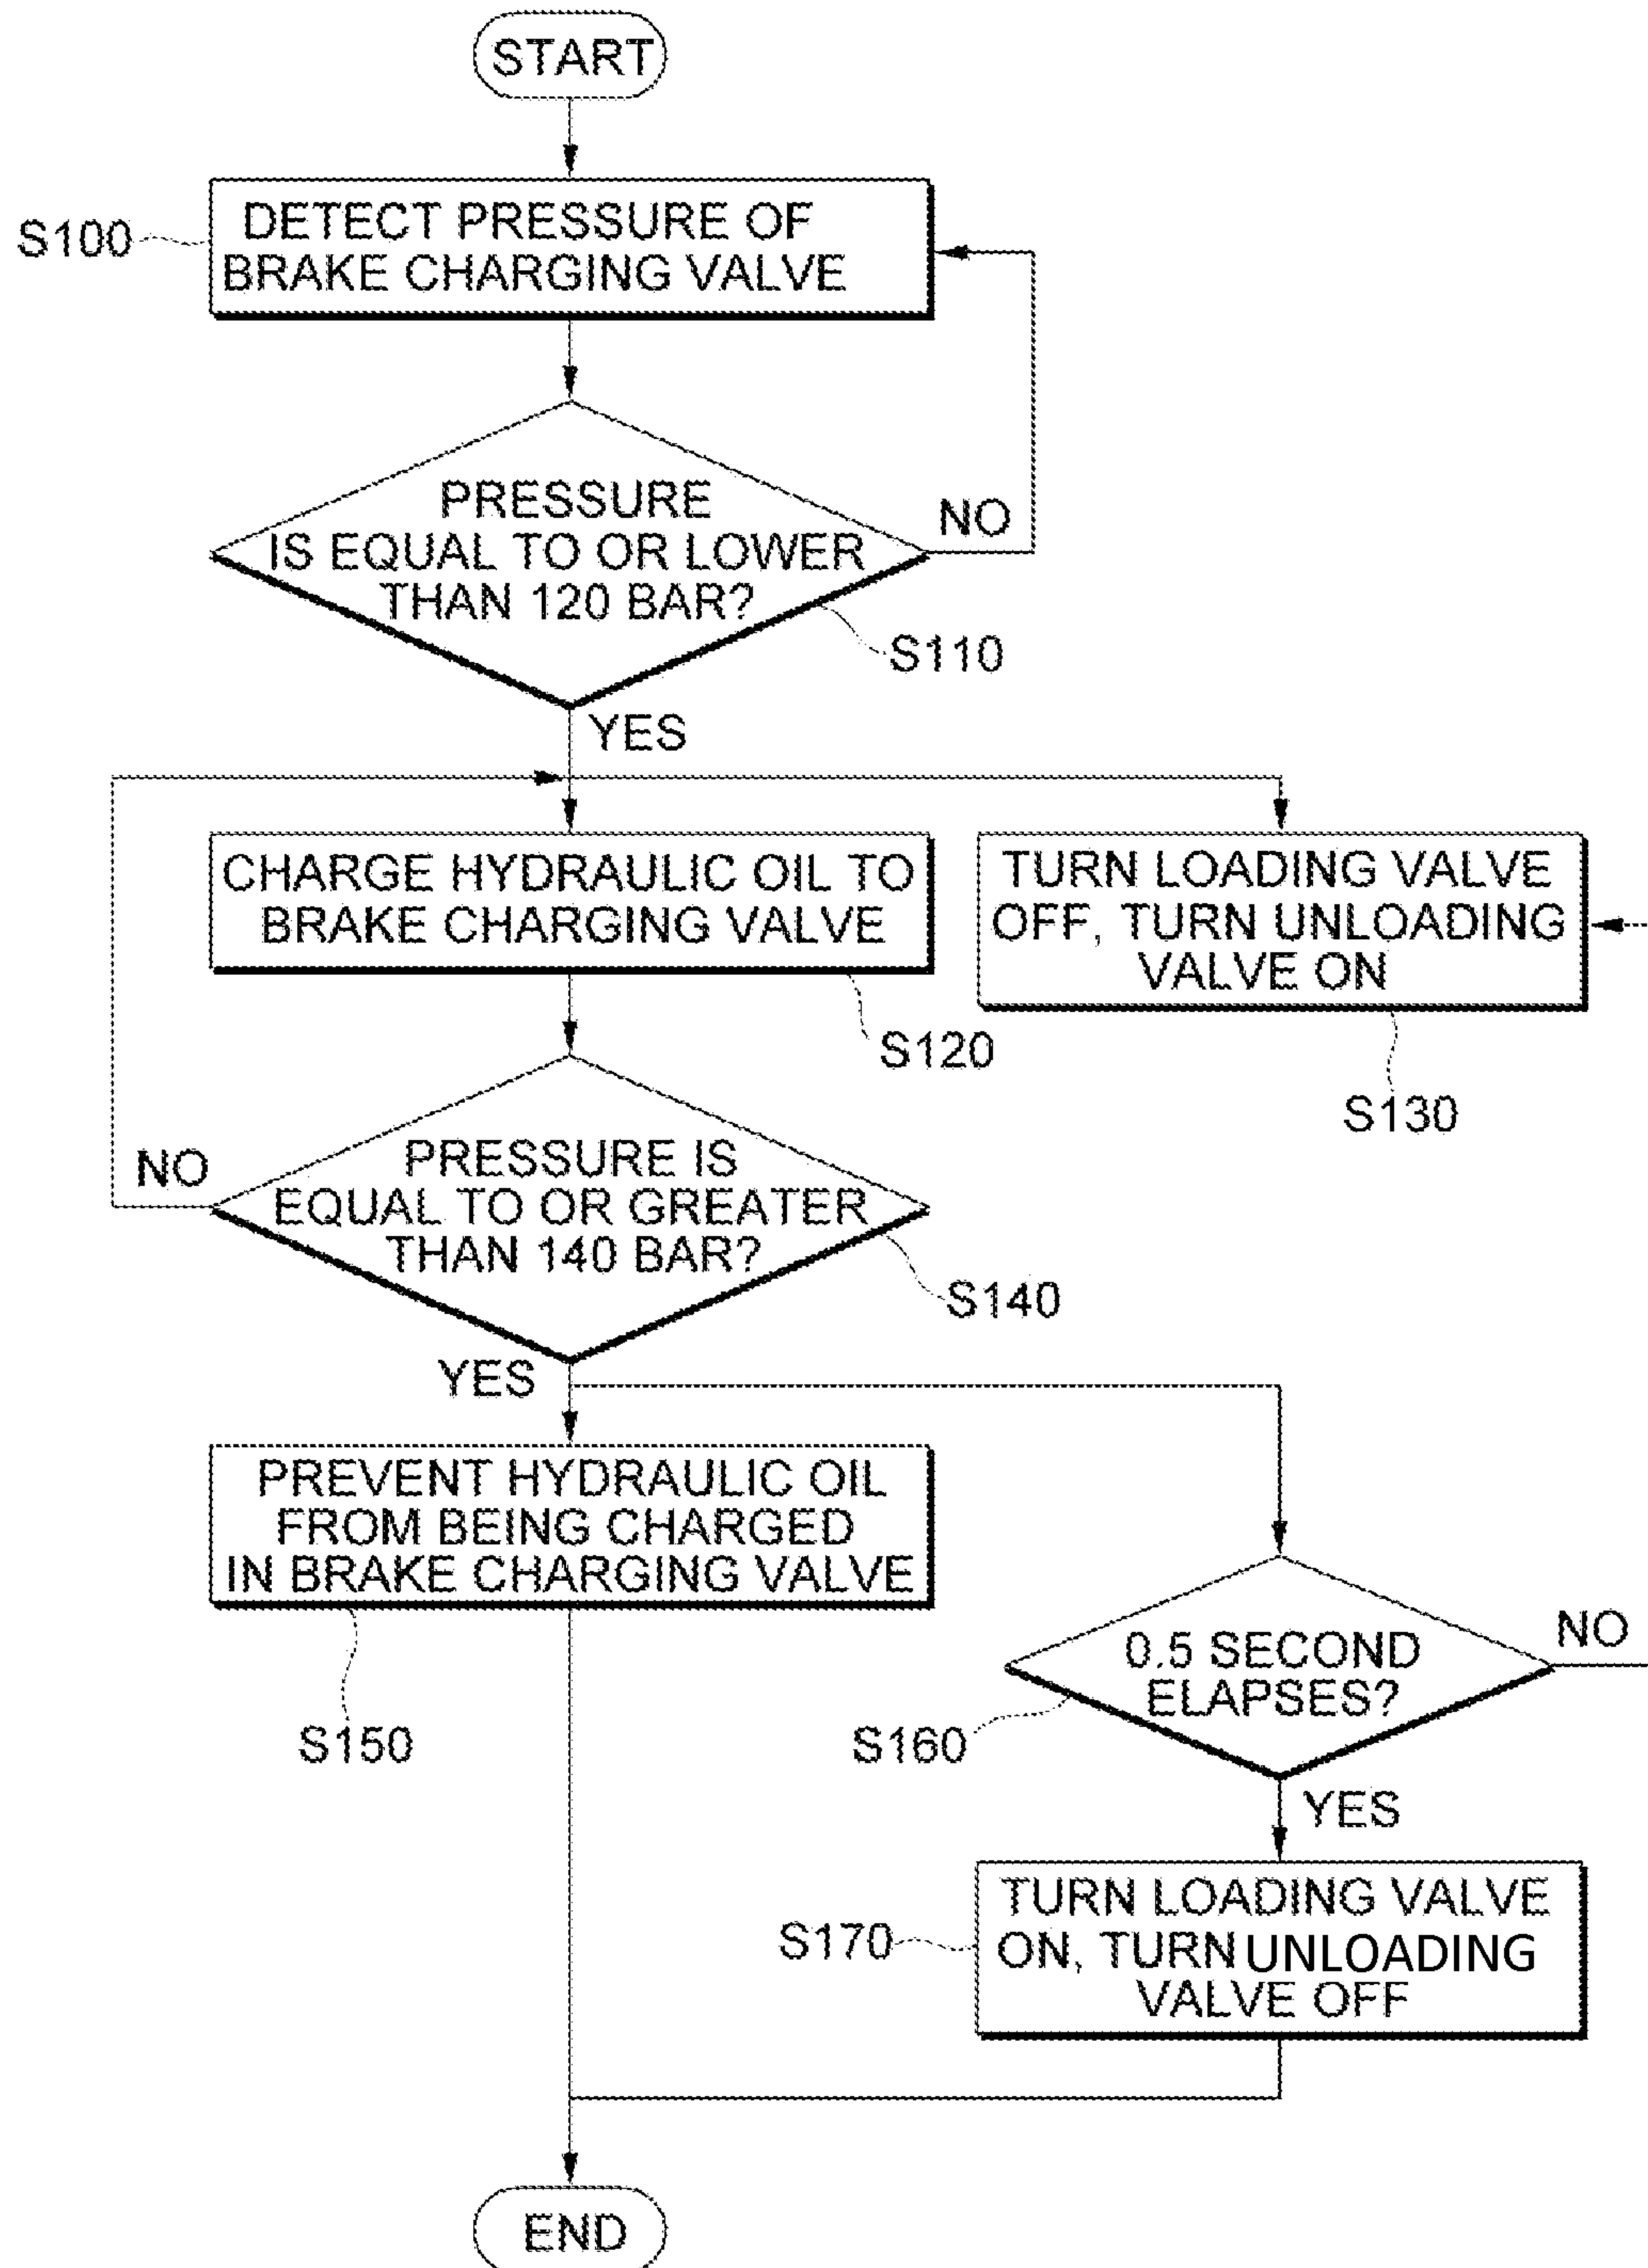 START
S100
DETECT PRESSURE OF
BRAKE CHARGING VALVE
PRESSURE
IS EQUAL TO OR LOWER
THAN 120 BAR?
NO
S110
YES
CHARGE HYDRAULIC OIL TO
BRAKE CHARGING VALVE
S120
TURN LOADING VALVE
OFF, TURN UNLOADING
VALVE ON
S130
NO
PRESSURE IS
EQUAL TO OR GREATER
THAN 140 BAR?
S140
YES
PREVENT HYDRAULIC OIL
FROM BEING CHARGED
IN BRAKE CHARGING VALVE
S150
0.5 SECOND
ELAPSES?
NO
S160
YES
S170
TURN LOADING VALVE
ON, TURN UNLOADING
VALVE OFF
END